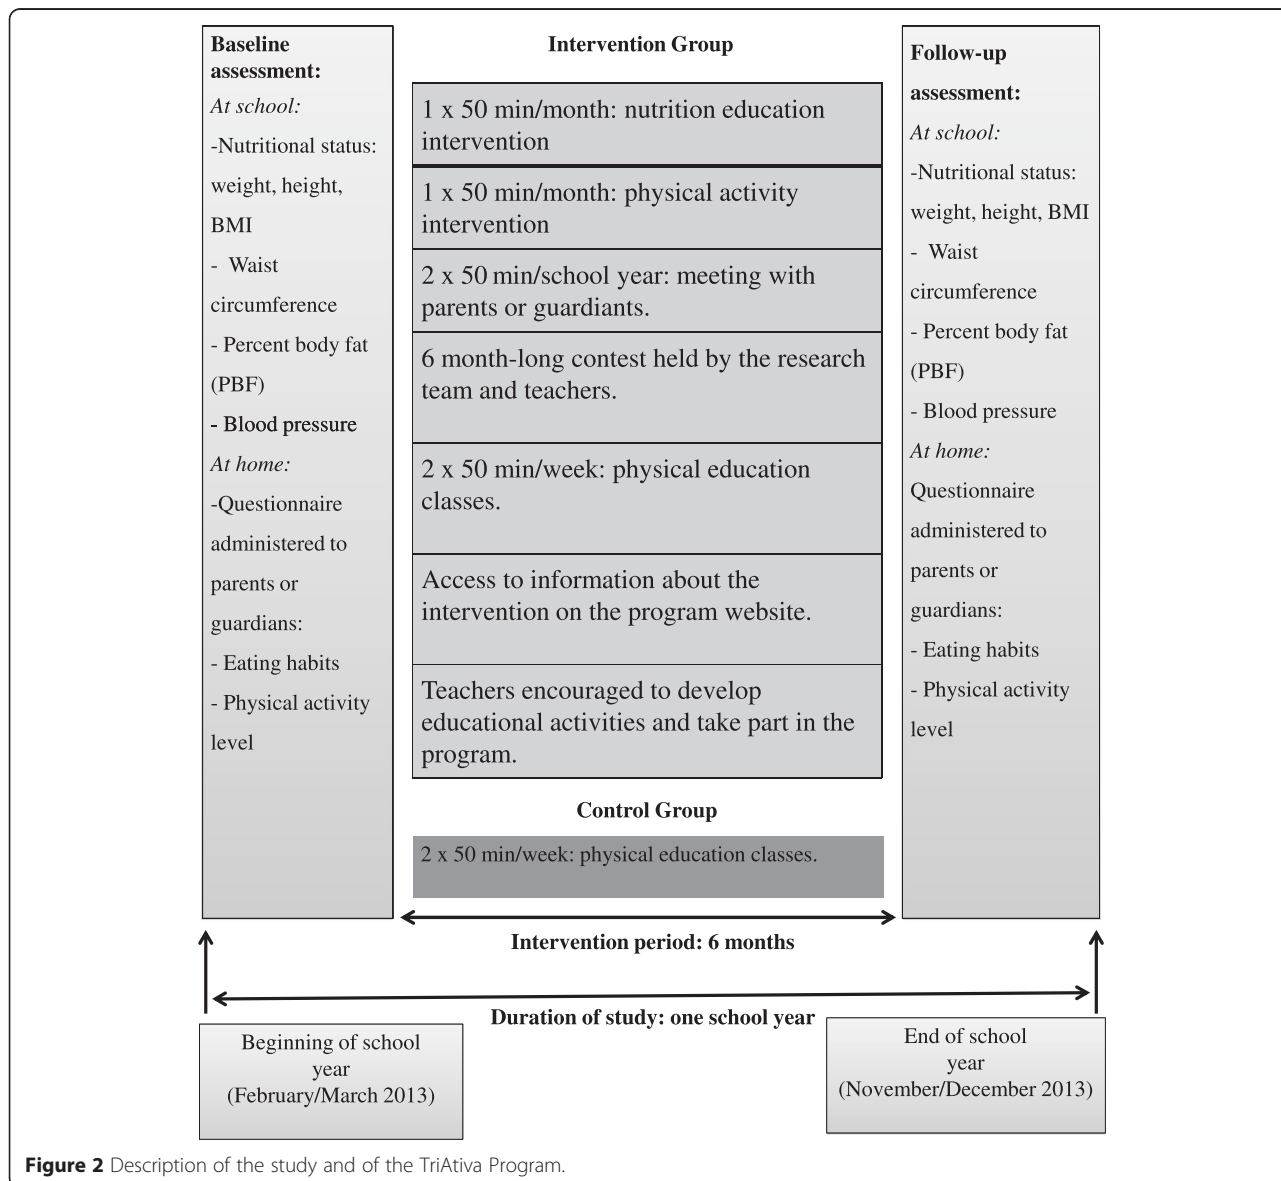 Baseline
assessment:
At school:
-Nutritional status:
weight, height,
BMI
- Waist
circumference
- Percent body fat
(PBF)
- Blood pressure
At home:
-Questionnaire
administered to
parents or
guardians:
- Eating habits
- Physical activity
level
Intervention Group
1 x 50 min/month: nutrition education
intervention
1 x 50 min/month: physical activity
intervention
2 x 50 min/school year: meeting with
parents or guardiants.
6 month-long contest held by the research
team and teachers.
2 x 50 min/week: physical education
classes.
Access to information about the
intervention on the program website.
Teachers encouraged to develop
educational activities and take part in the
program.
Control Group
2 x 50 min/week: physical education classes.
Follow-up
assessment:
At school:
-Nutritional status:
weight, height, BMI
- Waist
circumference
- Percent body fat
(PBF)
- Blood pressure
At home:
Questionnaire
administered to
parents or
guardians:
- Eating habits
- Physical activity
level
Intervention period: 6 months
Duration of study: one school year
Beginning of school
year
(February/March 2013)
End of school
year
(November/December 2013)
Figure 2 Description of the study and of the TriAtiva Program.